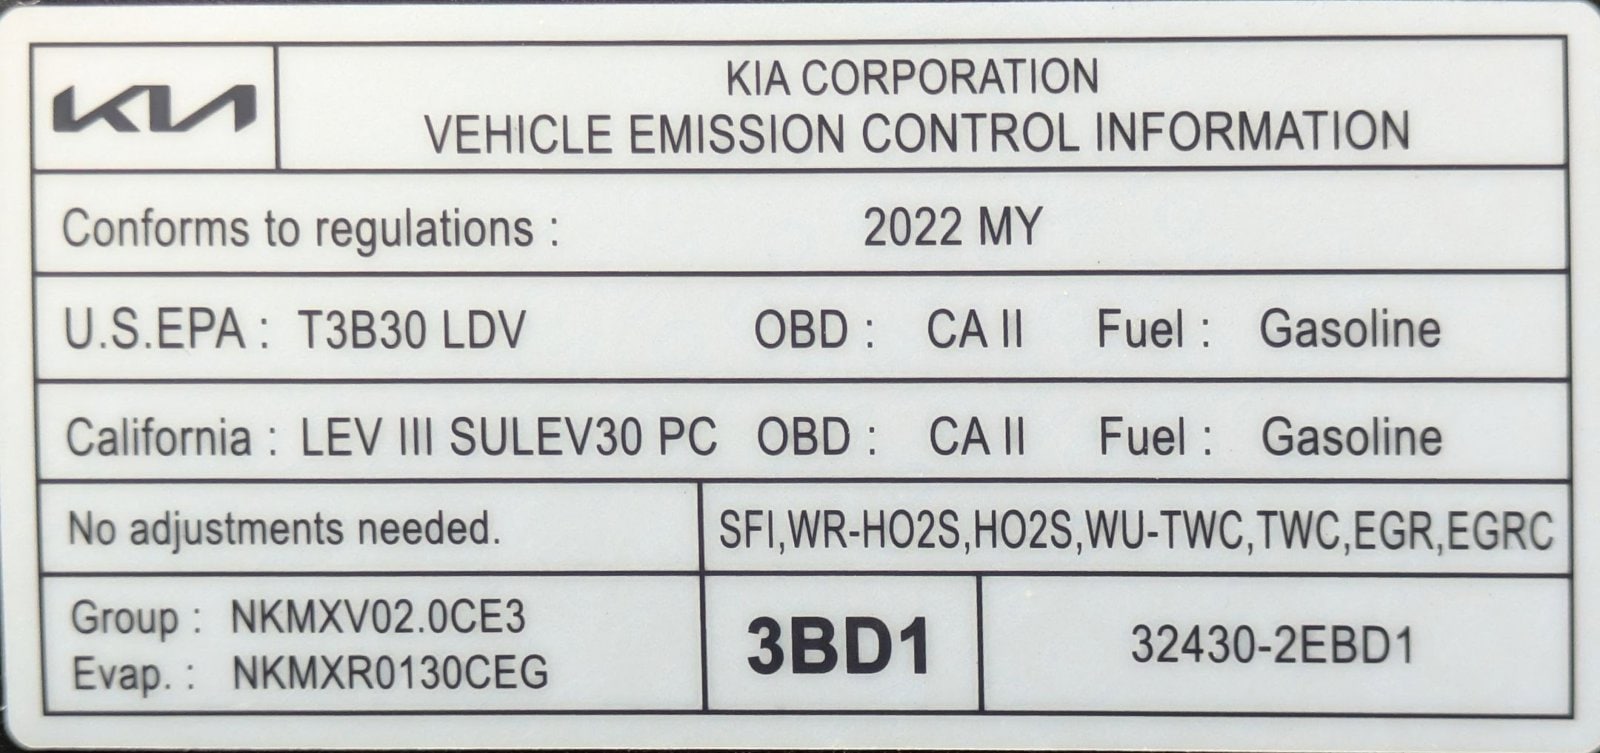 KIA
KIA CORPORATION
VEHICLE EMISSION CONTROL INFORMATION
Conforms to regulations : 2022 MY
U.S.EPA : T3B30 LDV OBD : CA II Fuel : Gasoline
California : LEV III SULEV30 PC OBD : CA II Fuel : Gasoline
No adjustments needed. SFI,WR-HO2S,HO2S,WU-TWC,TWC,EGR,EGRC
Group : NKMXV02.0CE3
Evap. : NKMXR0130CEG
3BD1
32430-2EBD1